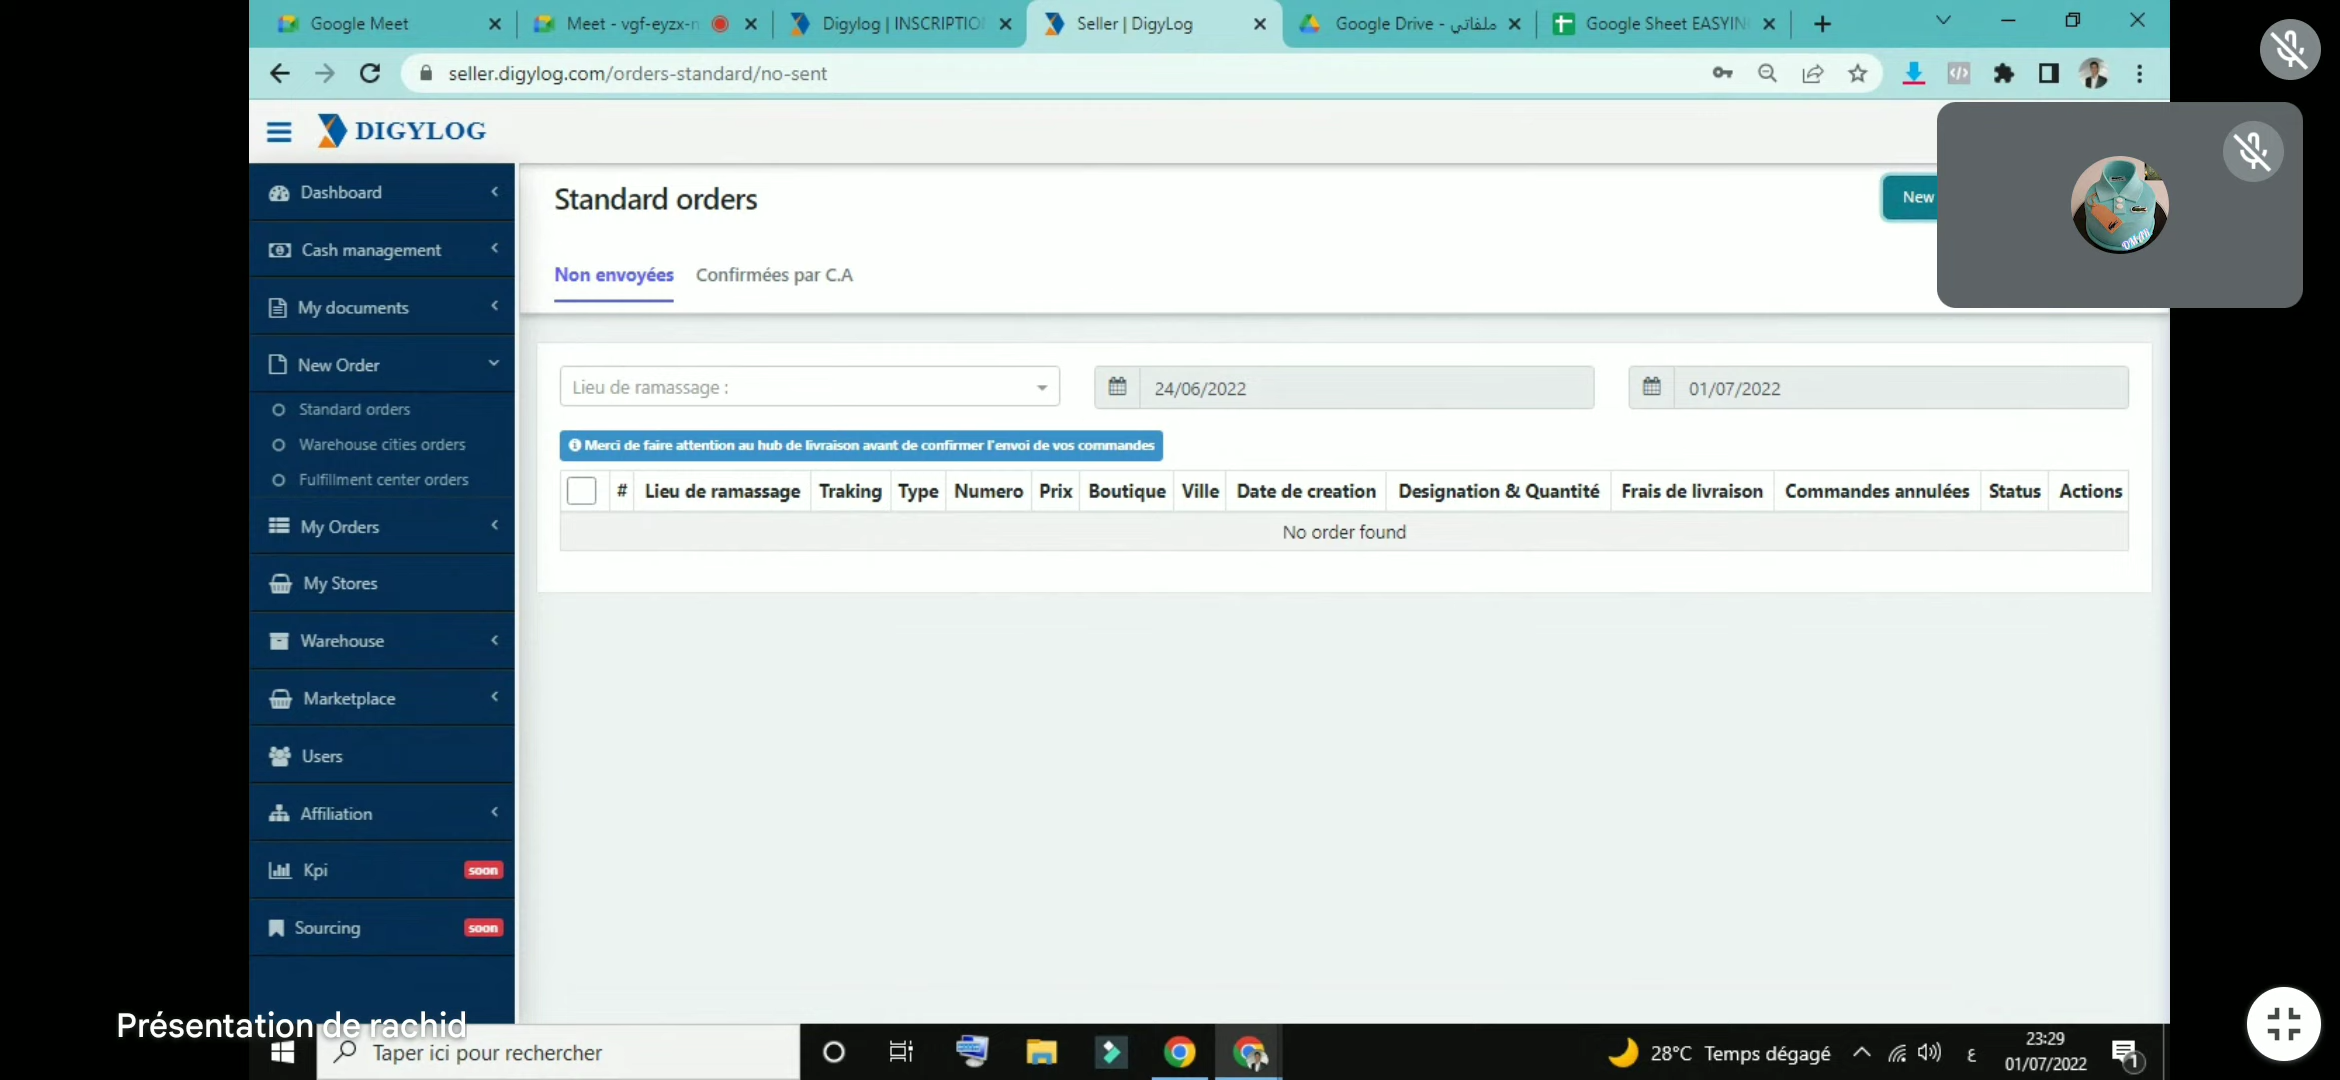 Google Meet
Meet - vgf-eyzx-n
Digylog | INSCRIPTIO
Seller | DigyLog
Google Drive - ملفاتي
Google Sheet EASYIN
seller.digylog.com/orders-standard/no-sent
DIGYLOG
Dashboard
Cash management
My documents
New Order
Standard orders
Warehouse cities orders
Fulfillment center orders
My Orders
My Stores
Warehouse
Marketplace
Users
Affiliation
Kpi soon
Sourcing soon
Standard orders
New
Non envoyées Confirmées par C.A
Lieu de ramassage :
24/06/2022
01/07/2022
Merci de faire attention au hub de livraison avant de confirmer l'envoi de vos commandes
# Lieu de ramassage Traking Type Numero Prix Boutique Ville Date de creation Designation & Quantité Frais de livraison Commandes annulées Status Actions
No order found
Présentation de rachid
Taper ici pour rechercher
28°C Temps dégagé
ع
23:29
01/07/2022
1